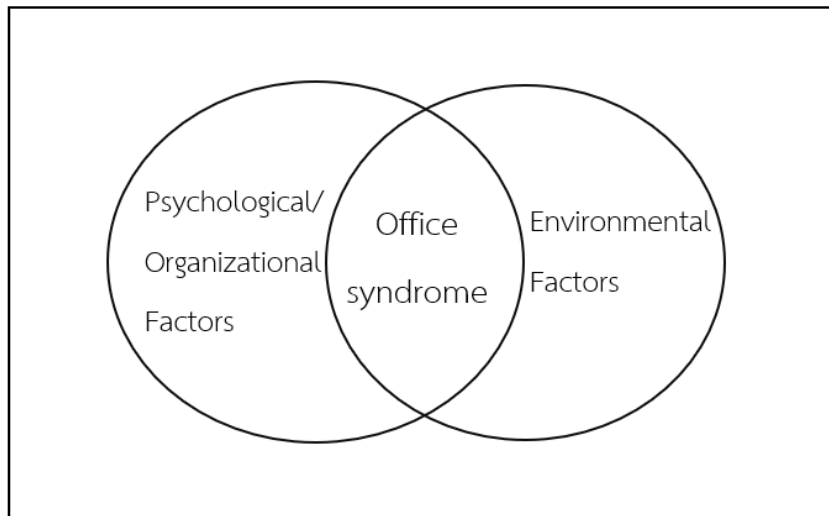 Psychological/
Organizational
Factors
Office
syndrome
Environmental
Factors